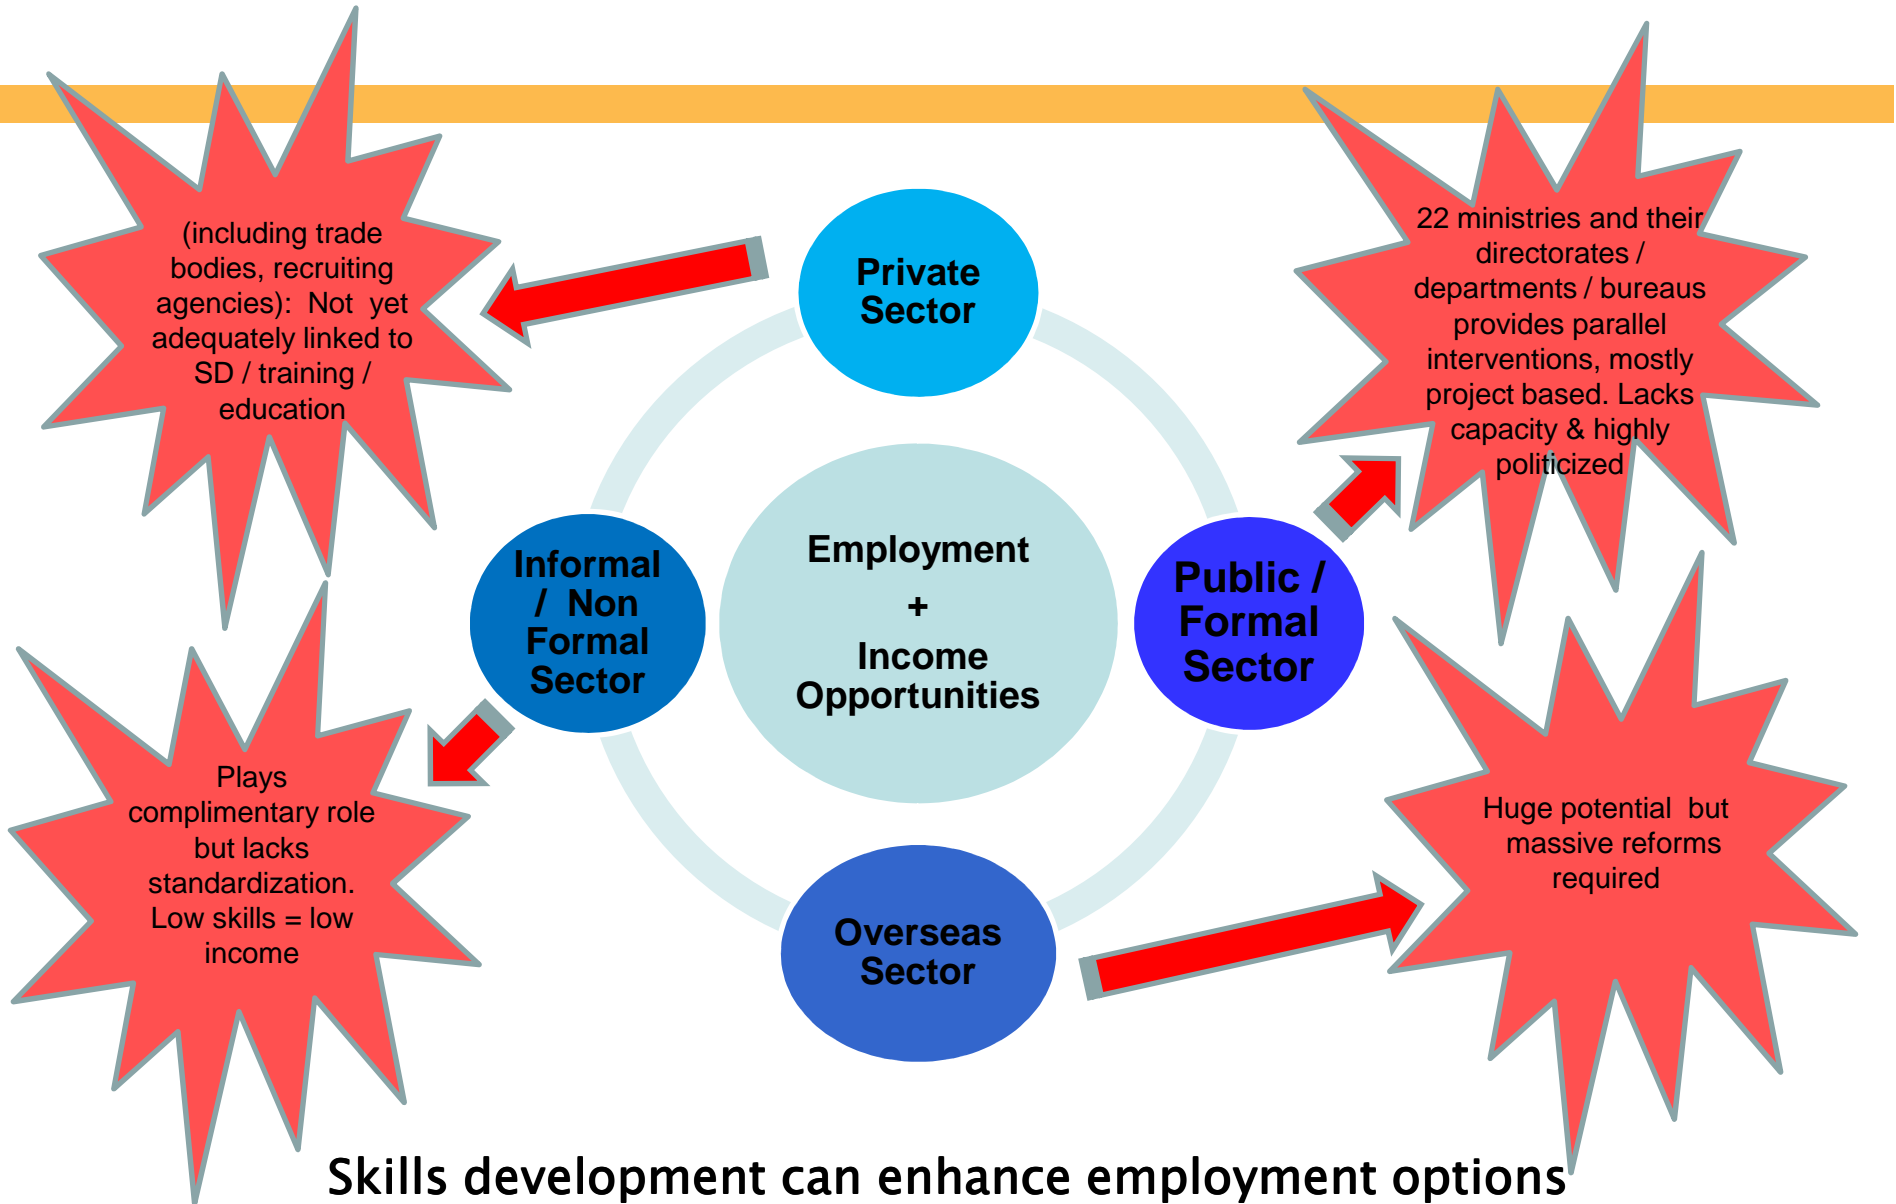 (including trade
bodies, recruiting
agencies): Not yet
adequately linked to
SD / training /
education
Private
Sector
22 ministries and their
directorates /
departments / bureaus
provides parallel
interventions, mostly
project based. Lacks
capacity & highly
politicized
Informal
/ Non
Formal
Sector
Employment
+
Income
Opportunities
Public /
Formal
Sector
Plays
complimentary role
but lacks
standardization.
Low skills = low
income
Overseas
Sector
Huge potential but
massive reforms
required
Skills development can enhance employment options